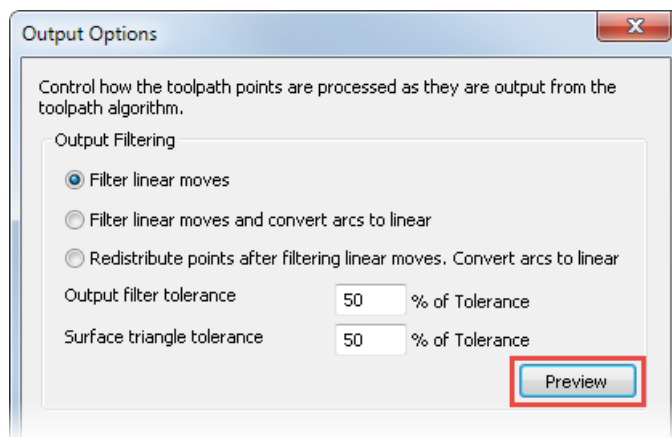 Output Options
Control how the toolpath points are processed as they are output from the
toolpath algorithm.
Output Filtering
Filter linear moves
Filter linear moves and convert arcs to linear
Redistribute points after filtering linear moves. Convert arcs to linear
Output filter tolerance 50 % of Tolerance
Surface triangle tolerance 50 % of Tolerance
Preview